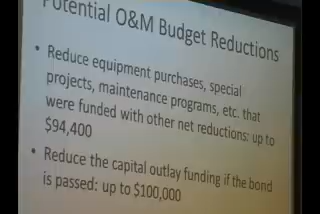 Potential O&M Budget Reductions
• Reduce equipment purchases, special
projects, maintenance programs, etc. that
were funded with other net reductions: up to
$94,400
• Reduce the capital outlay funding if the bond
is passed: up to $100,000